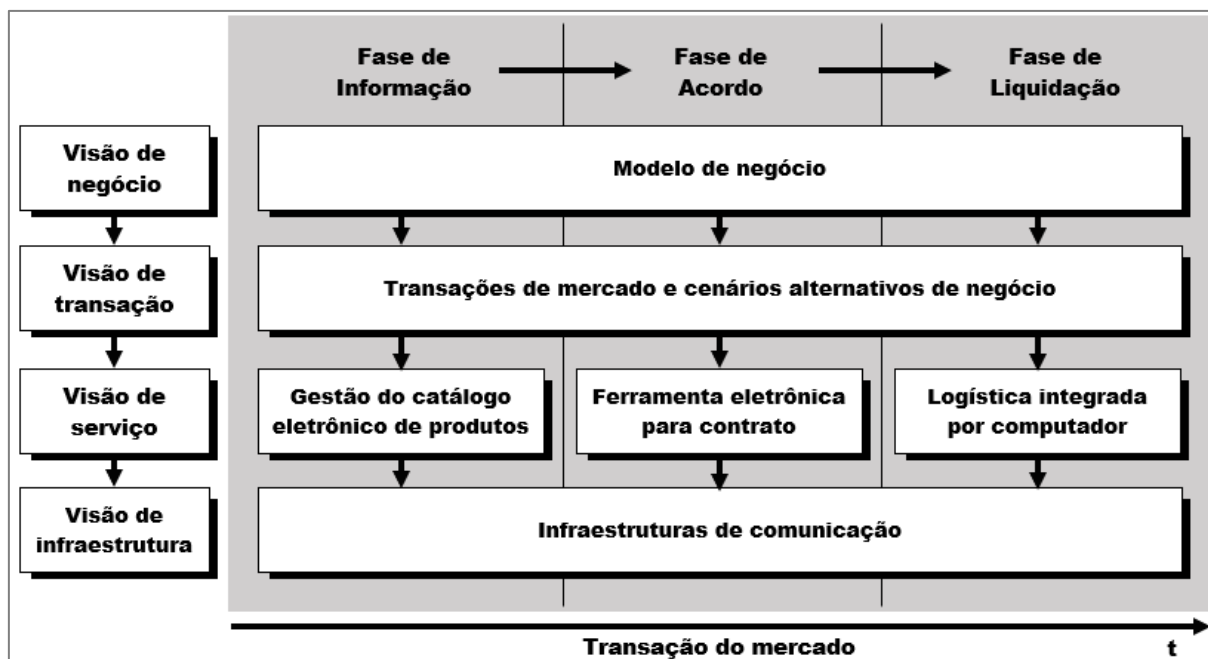 Fase de
Informação
Fase de
Acordo
Fase de
Liquidação
Visão de
negócio
Modelo de negócio
Visão de
transação
Transações de mercado e cenários alternativos de negócio
Visão de
serviço
Gestão do catálogo
eletrônico de produtos
Ferramenta eletrônica
para contrato
Logística integrada
por computador
Visão de
infraestrutura
Infraestruturas de comunicação
Transação do mercado
t